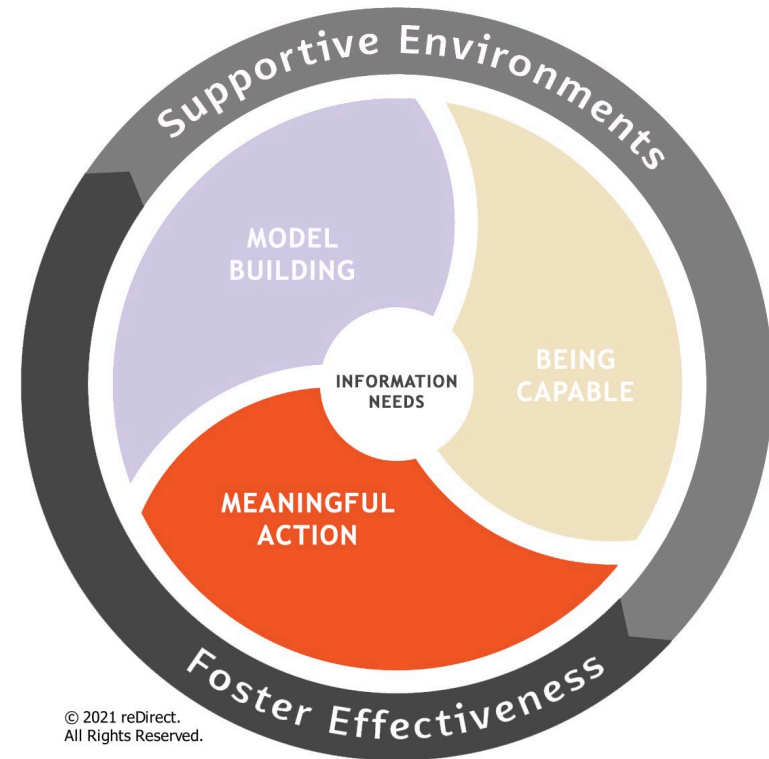 Supportive Environments
MODEL
BUILDING
BEING
CAPABLE
INFORMATION
NEEDS
MEANINGFUL
ACTION
Foster Effectiveness
© 2021 reDirect.
All Rights Reserved.